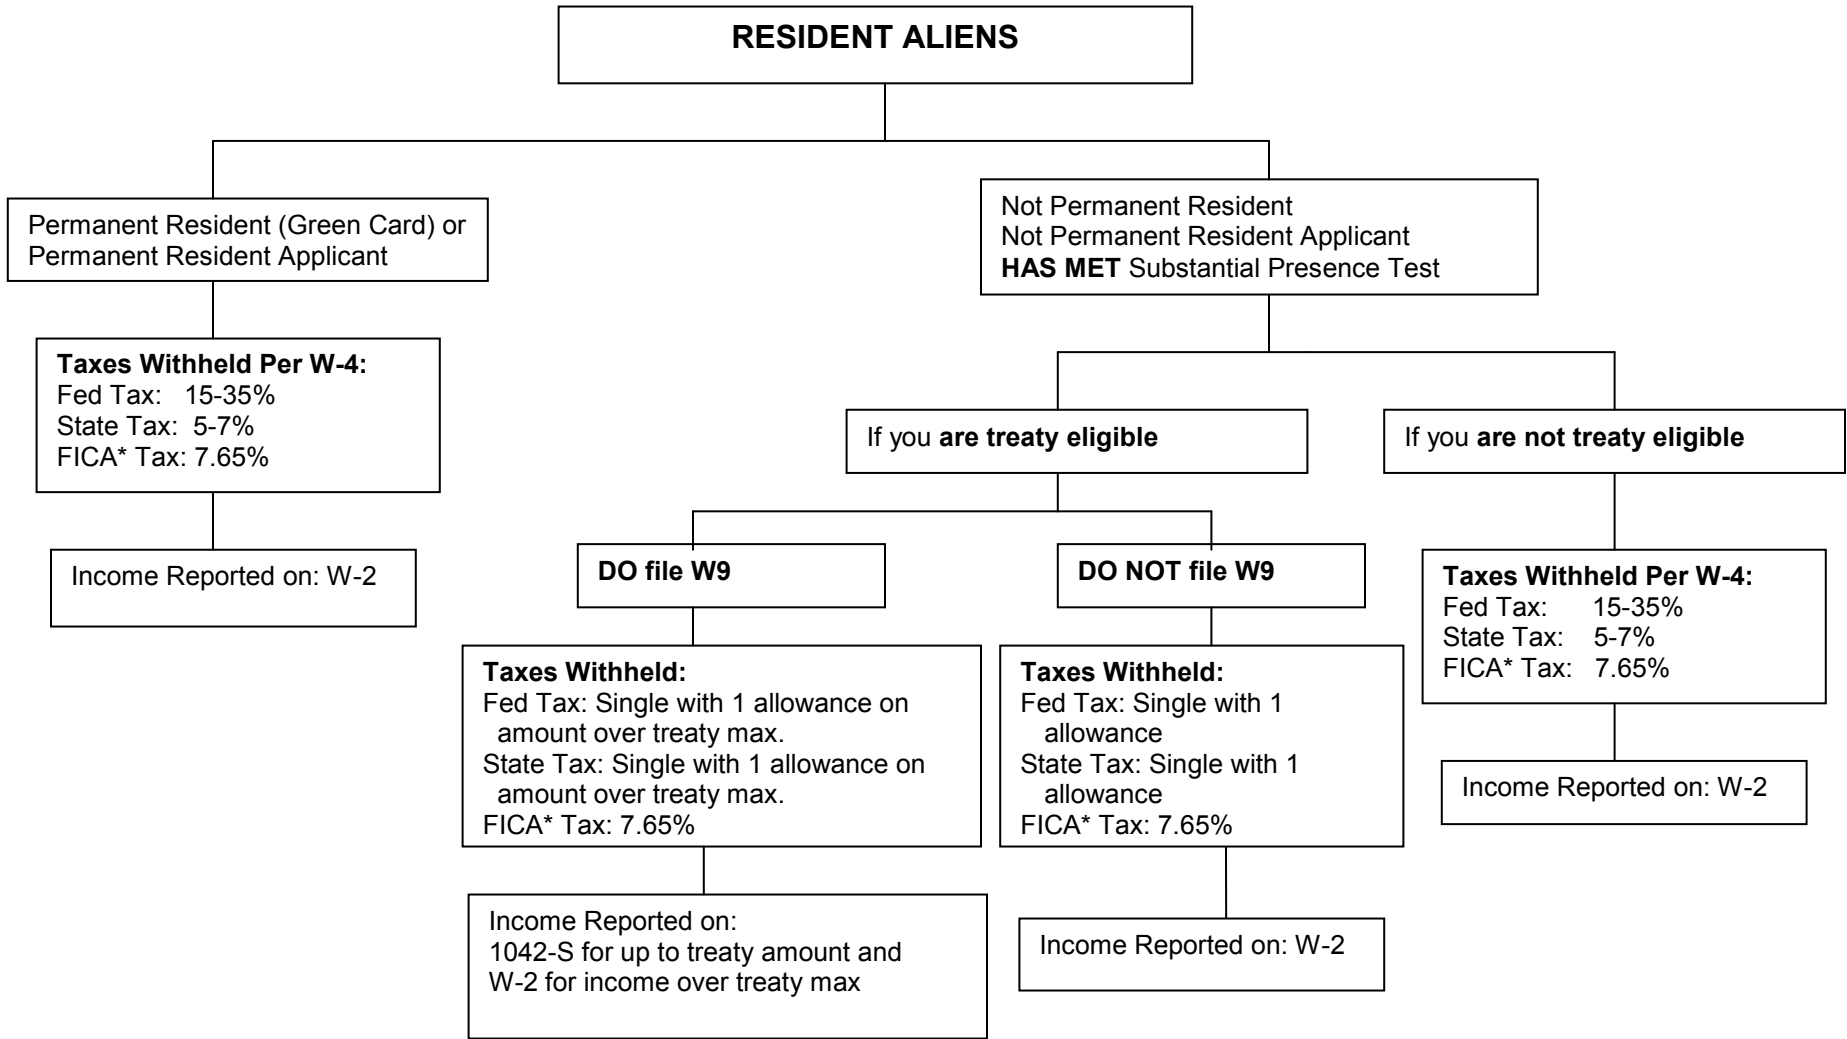 RESIDENT ALIENS
Permanent Resident (Green Card) or
Permanent Resident Applicant
Taxes Withheld Per W-4:
Fed Tax: 15-35%
State Tax: 5-7%
FICA* Tax: 7.65%
Income Reported on: W-2
Not Permanent Resident
Not Permanent Resident Applicant
HAS MET Substantial Presence Test
If you are treaty eligible
DO file W9
Taxes Withheld:
Fed Tax: Single with 1 allowance on
amount over treaty max.
State Tax: Single with 1 allowance on
amount over treaty max.
FICA* Tax: 7.65%
Income Reported on:
1042-S for up to treaty amount and
W-2 for income over treaty max
DO NOT file W9
Taxes Withheld:
Fed Tax: Single with 1
allowance
State Tax: Single with 1
allowance
FICA* Tax: 7.65%
Income Reported on: W-2
If you are not treaty eligible
Taxes Withheld Per W-4:
Fed Tax: 15-35%
State Tax: 5-7%
FICA* Tax: 7.65%
Income Reported on: W-2